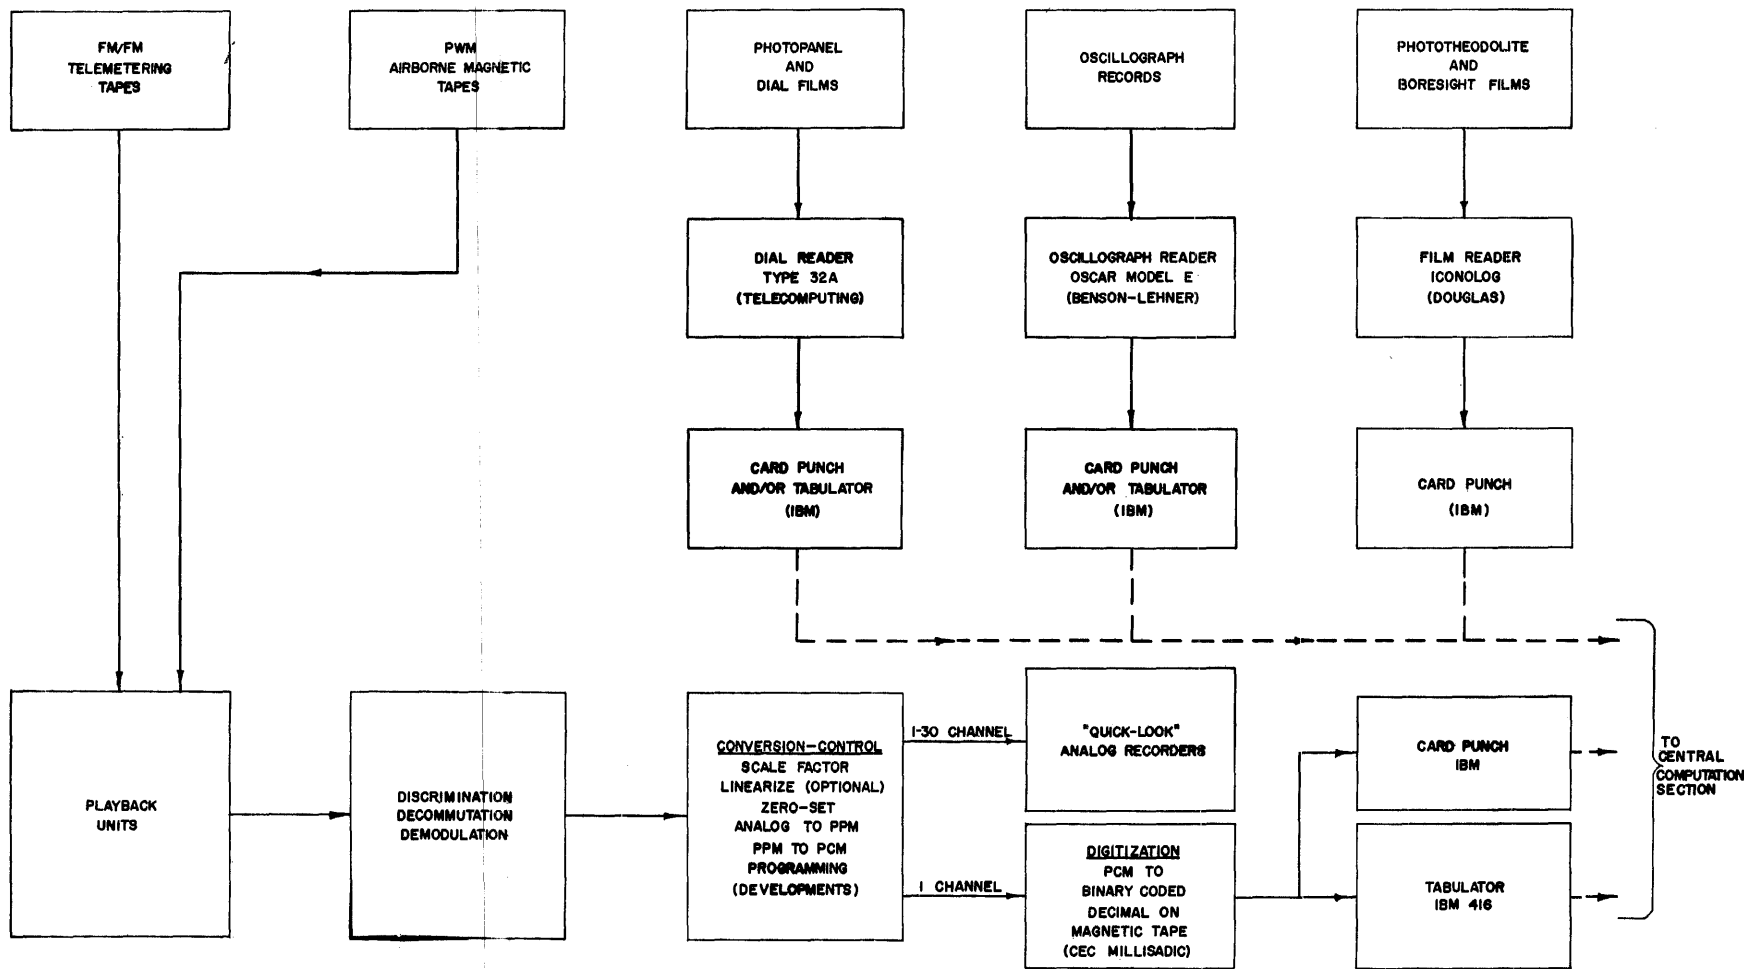 FM/FM
TELEMETERING
TAPES
PWM
AIRBORNE MAGNETIC
TAPES
PHOTOPANEL
AND
DIAL FILMS
OSCILLOGRAPH
RECORDS
PHOTOTHEODOLITE
AND
BORESIGHT FILMS
DIAL READER
TYPE 32A
(TELECOMPUTING)
OSCILLOGRAPH READER
OSCAR MODEL E
(BENSON-LEHNER)
FILM READER
ICONOLOG
(DOUGLAS)
CARD PUNCH
AND/OR TABULATOR
(IBM)
CARD PUNCH
AND/OR TABULATOR
(IBM)
CARD PUNCH
(IBM)
PLAYBACK
UNITS
DISCRIMINATION
DECOMMUTATION
DEMODULATION
CONVERSION-CONTROL
SCALE FACTOR
LINEARIZE (OPTIONAL)
ZERO-SET
ANALOG TO PPM
PPM TO PCM
PROGRAMMING
(DEVELOPMENTS)
1-30 CHANNEL
"QUICK-LOOK"
ANALOG RECORDERS
1 CHANNEL
DIGITIZATION
PCM TO
BINARY CODED
DECIMAL ON
MAGNETIC TAPE
(CEC MILLISADIC)
CARD PUNCH
IBM
TABULATOR
IBM 416
TO
CENTRAL
COMPUTATION
SECTION